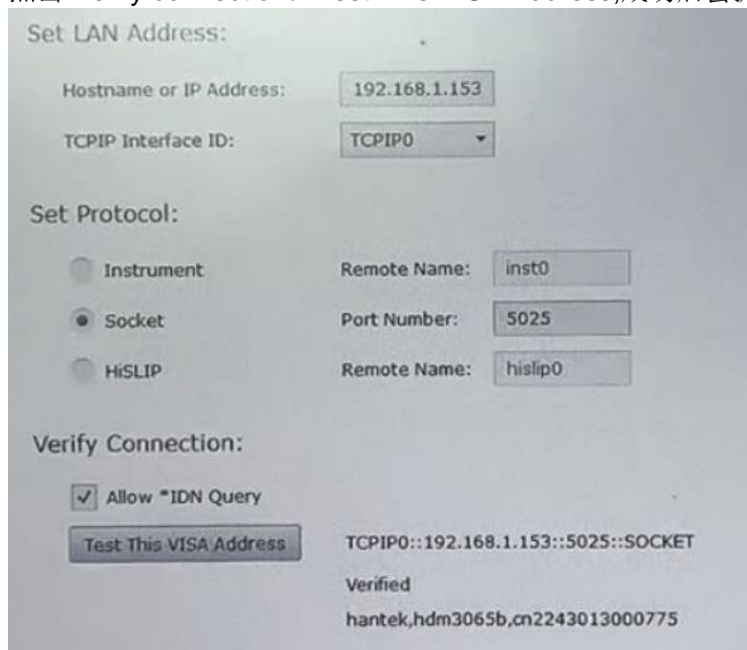 Set LAN Address:
Hostname or IP Address: 192.168.1.153
TCPIP Interface ID: TCPIP0
Set Protocol:
Instrument Remote Name: inst0
Socket Port Number: 5025
HiSLIP Remote Name: hislip0
Verify Connection:
Allow *IDN Query
Test This VISA Address TCPIP0::192.168.1.153::5025::SOCKET
Verified
hantek,hdm3065b,cn2243013000775